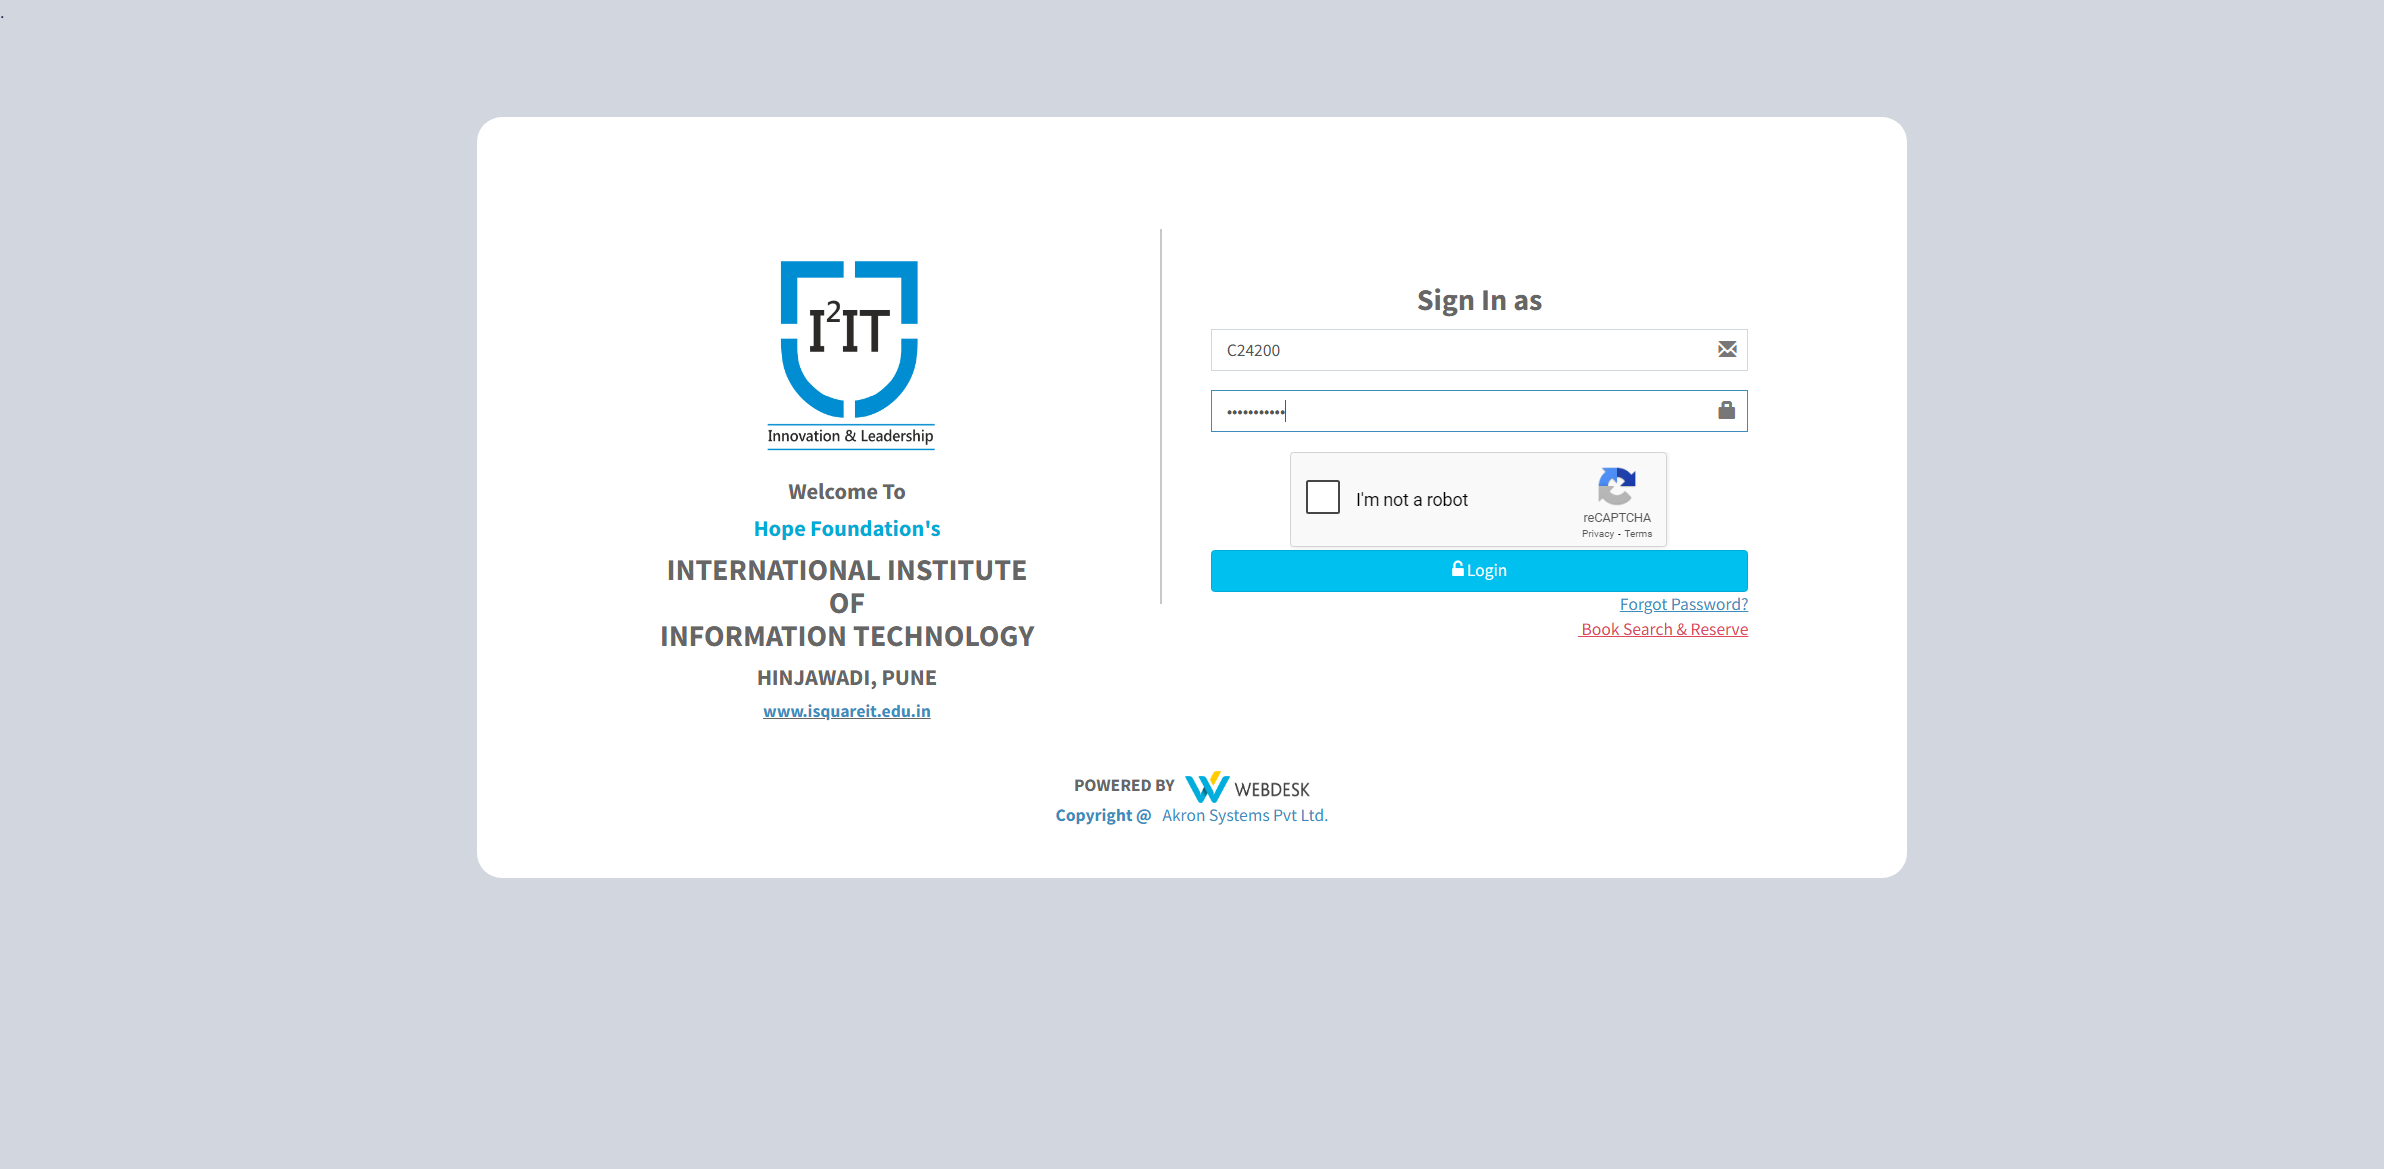 .
I²IT
Innovation & Leadership
Welcome To
Hope Foundation's
INTERNATIONAL INSTITUTE
OF
INFORMATION TECHNOLOGY
HINJAWADI, PUNE
www.isquareit.edu.in
Sign In as
C24200
•••••••••••
I'm not a robot
reCAPTCHA
Privacy - Terms
Login
Forgot Password?
Book Search & Reserve
POWERED BY WEBDESK
Copyright @ Akron Systems Pvt Ltd.